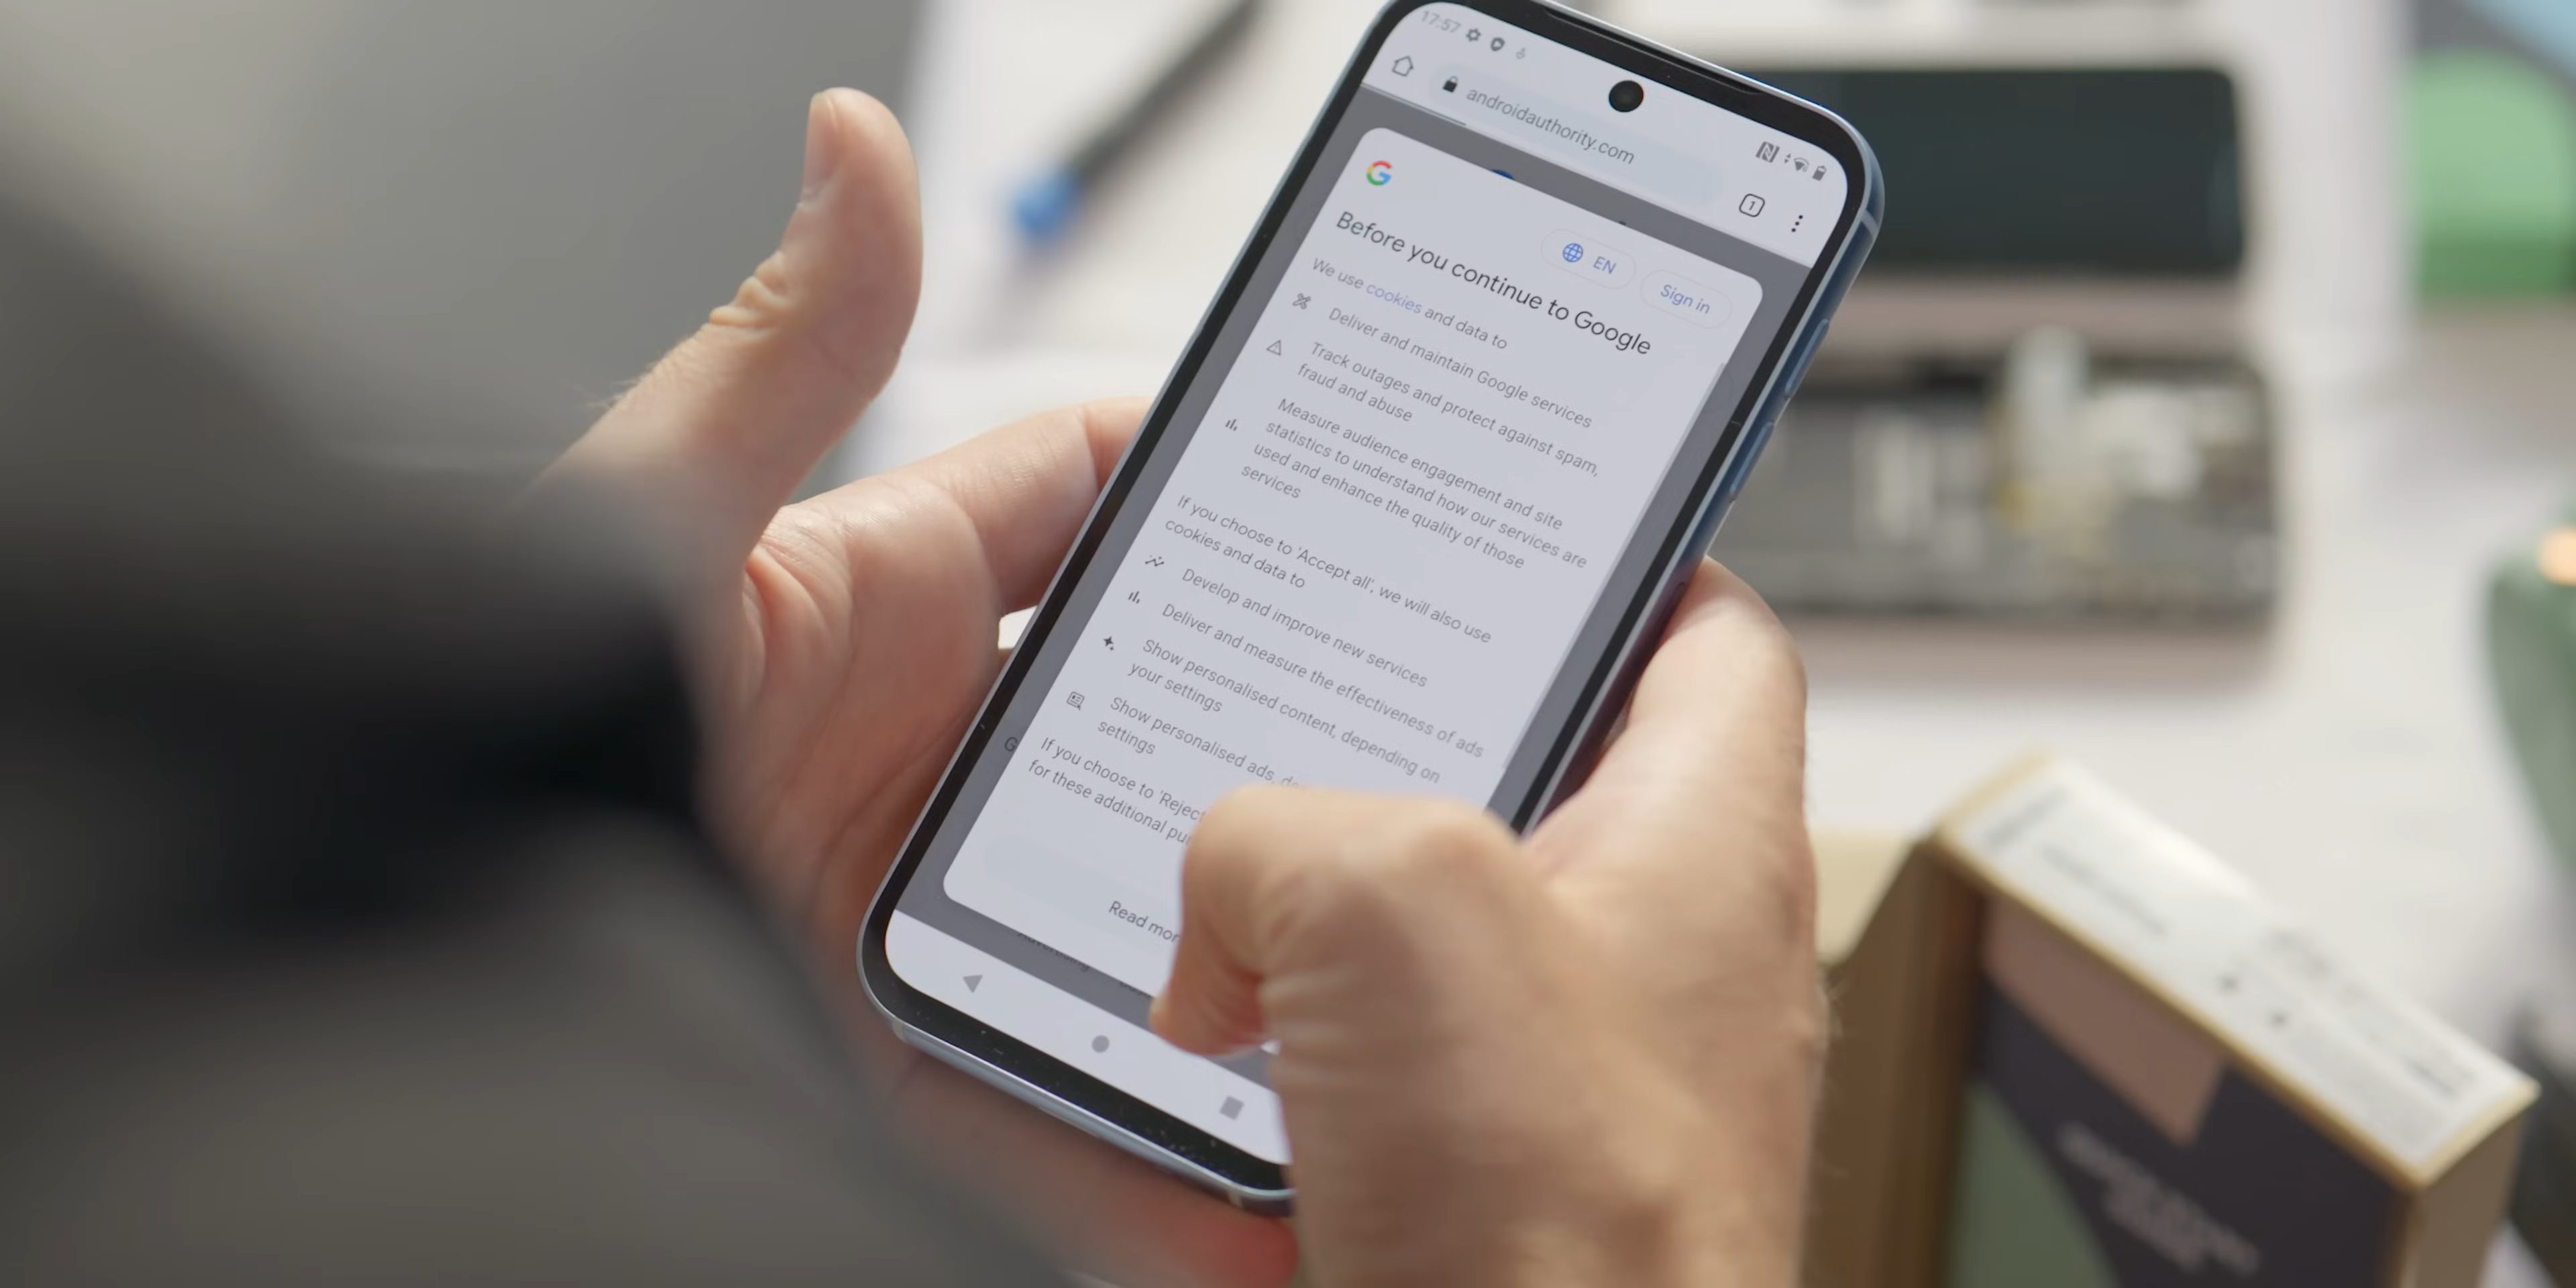 17:57
androidauthority.com
1
G
EN
Sign in
Before you continue to Google
We use cookies and data to
Deliver and maintain Google services
Track outages and protect against spam,
fraud and abuse
Measure audience engagement and site
statistics to understand how our services are
used and enhance the quality of those
services
If you choose to 'Accept all', we will also use
cookies and data to
Develop and improve new services
Deliver and measure the effectiveness of ads
Show personalised content, depending on
your settings
Show personalised ads,
settings
If you choose to 'Reject
for these additional
Read